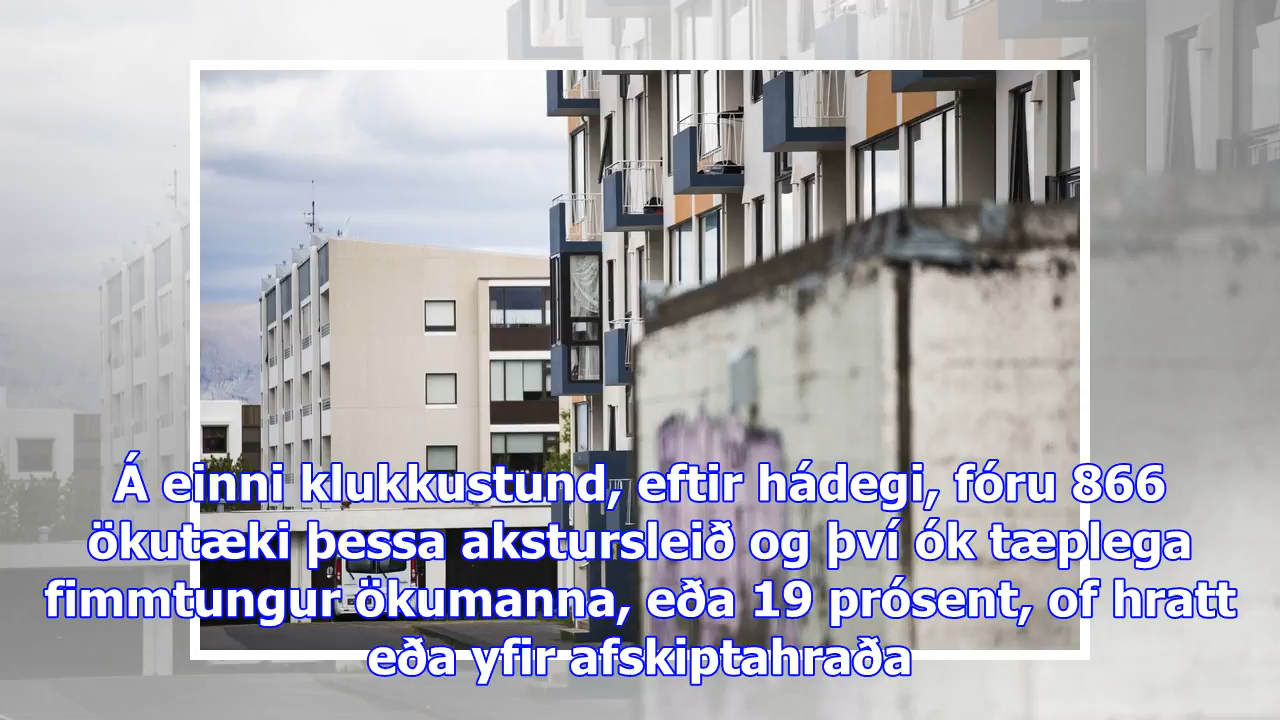 Á einni klukkustund, eftir hádegi, fóru 866
ökutæki þessa akstursleið og því ók tæplega
fimmtungur ökumanna, eða 19 prósent, of hratt
eða yfir afskiptahraða